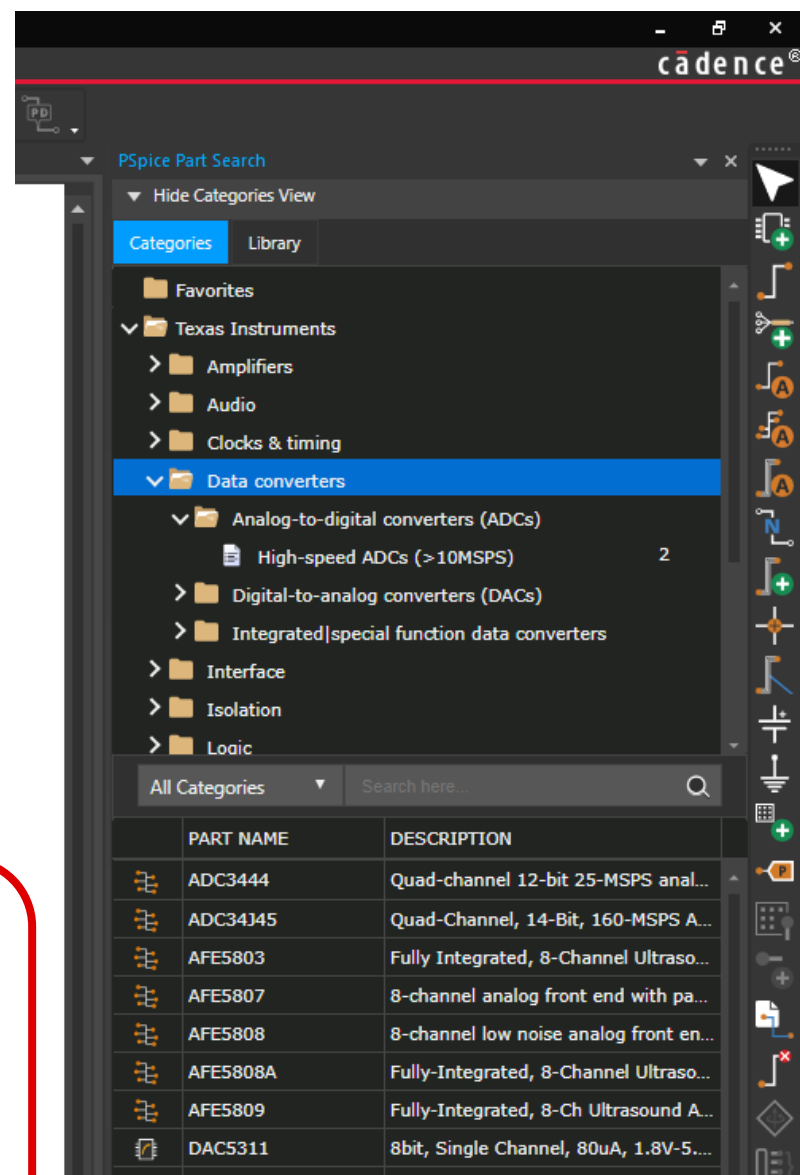 cādence®
PD
PSpice Part Search
Hide Categories View
Categories Library
Favorites
Texas Instruments
Amplifiers
Audio
Clocks & timing
Data converters
Analog-to-digital converters (ADCs)
High-speed ADCs (>10MSPS) 2
Digital-to-analog converters (DACs)
Integrated|special function data converters
Interface
Isolation
Logic
All Categories Search here...
PART NAME DESCRIPTION
ADC3444 Quad-channel 12-bit 25-MSPS anal...
ADC34J45 Quad-Channel, 14-Bit, 160-MSPS A...
AFE5803 Fully Integrated, 8-Channel Ultraso...
AFE5807 8-channel analog front end with pa...
AFE5808 8-channel low noise analog front en...
AFE5808A Fully-Integrated, 8-Channel Ultraso...
AFE5809 Fully-Integrated, 8-Ch Ultrasound A...
DAC5311 8bit, Single Channel, 80uA, 1.8V-5....
A
A
A
N
P